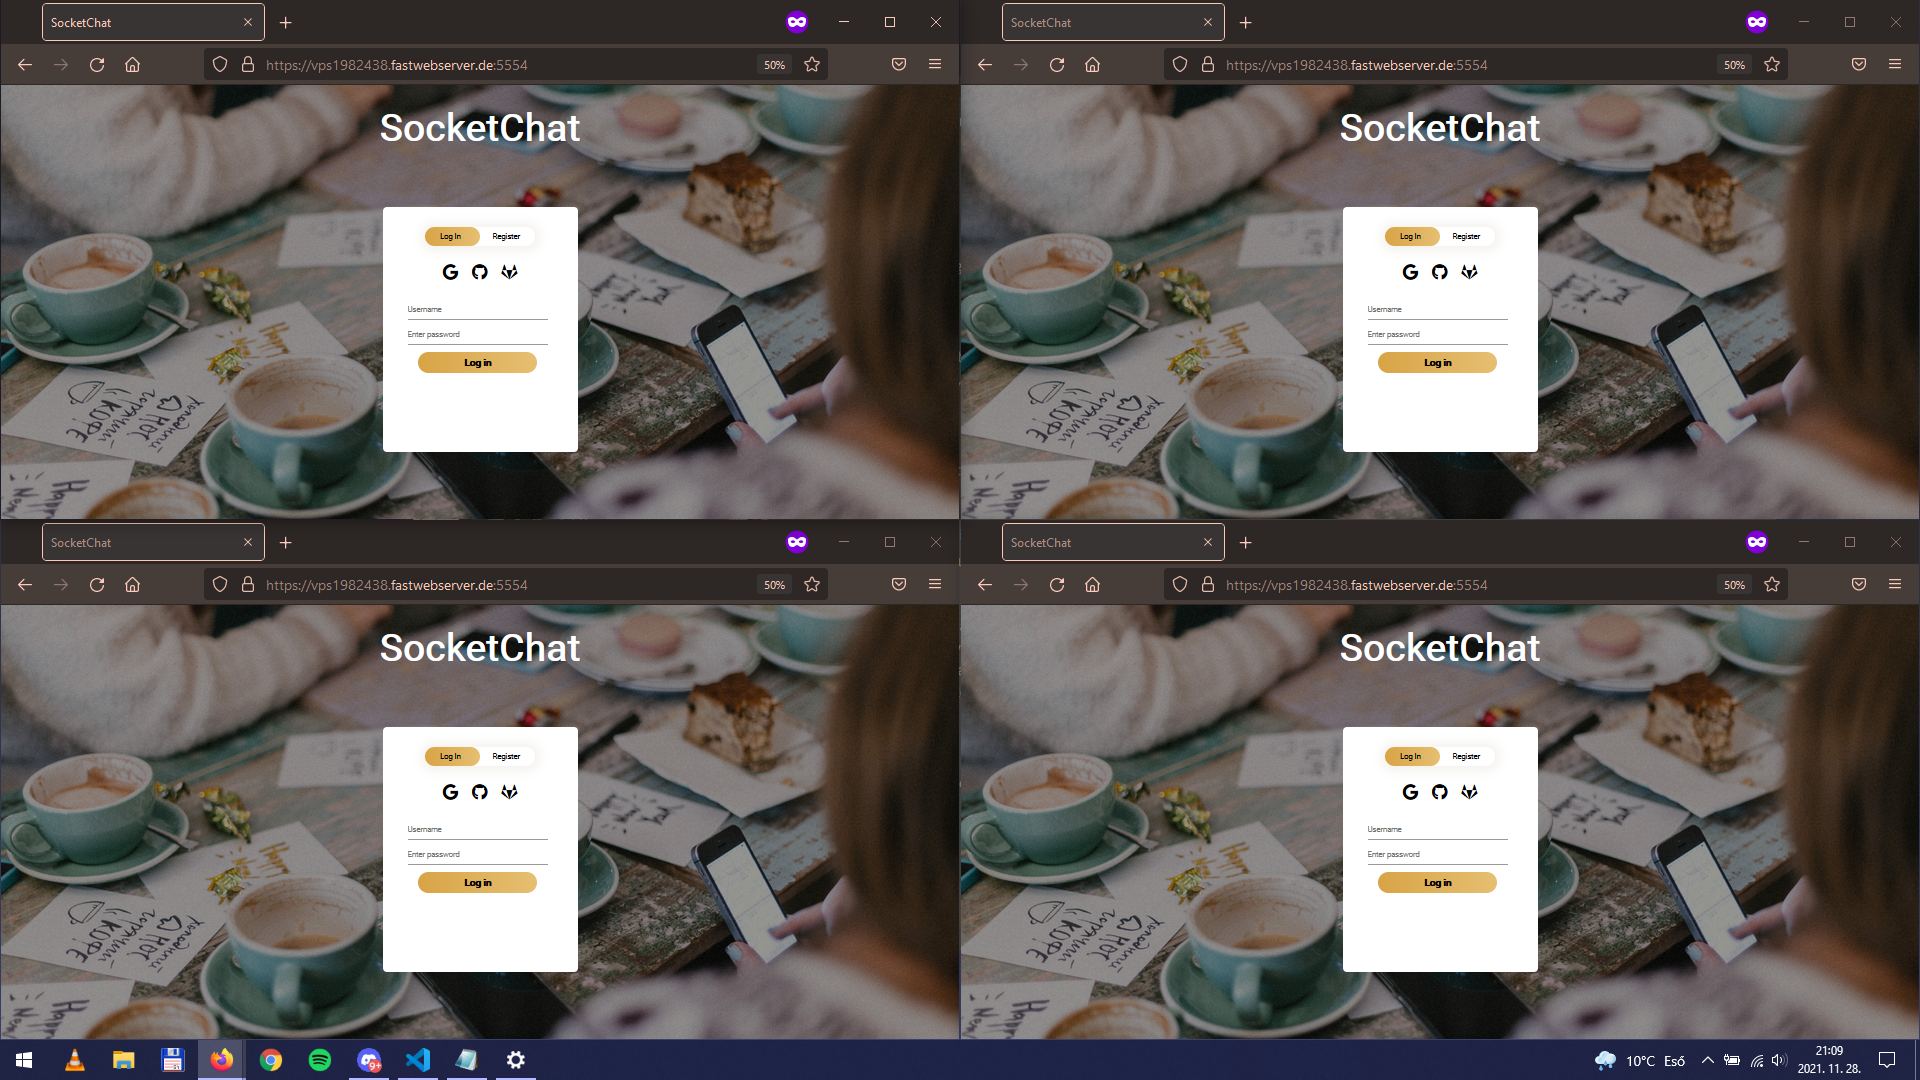 SocketChat
https://vps1982438.fastwebserver.de:5554
50%
SocketChat
Log In
Register
Username
Enter password
Log in
SocketChat
https://vps1982438.fastwebserver.de:5554
50%
SocketChat
Log In
Register
Username
Enter password
Log in
SocketChat
https://vps1982438.fastwebserver.de:5554
50%
SocketChat
Log In
Register
Username
Enter password
Log in
SocketChat
https://vps1982438.fastwebserver.de:5554
50%
SocketChat
Log In
Register
Username
Enter password
Log in
9+
10°C Eső
21:09
2021. 11. 28.